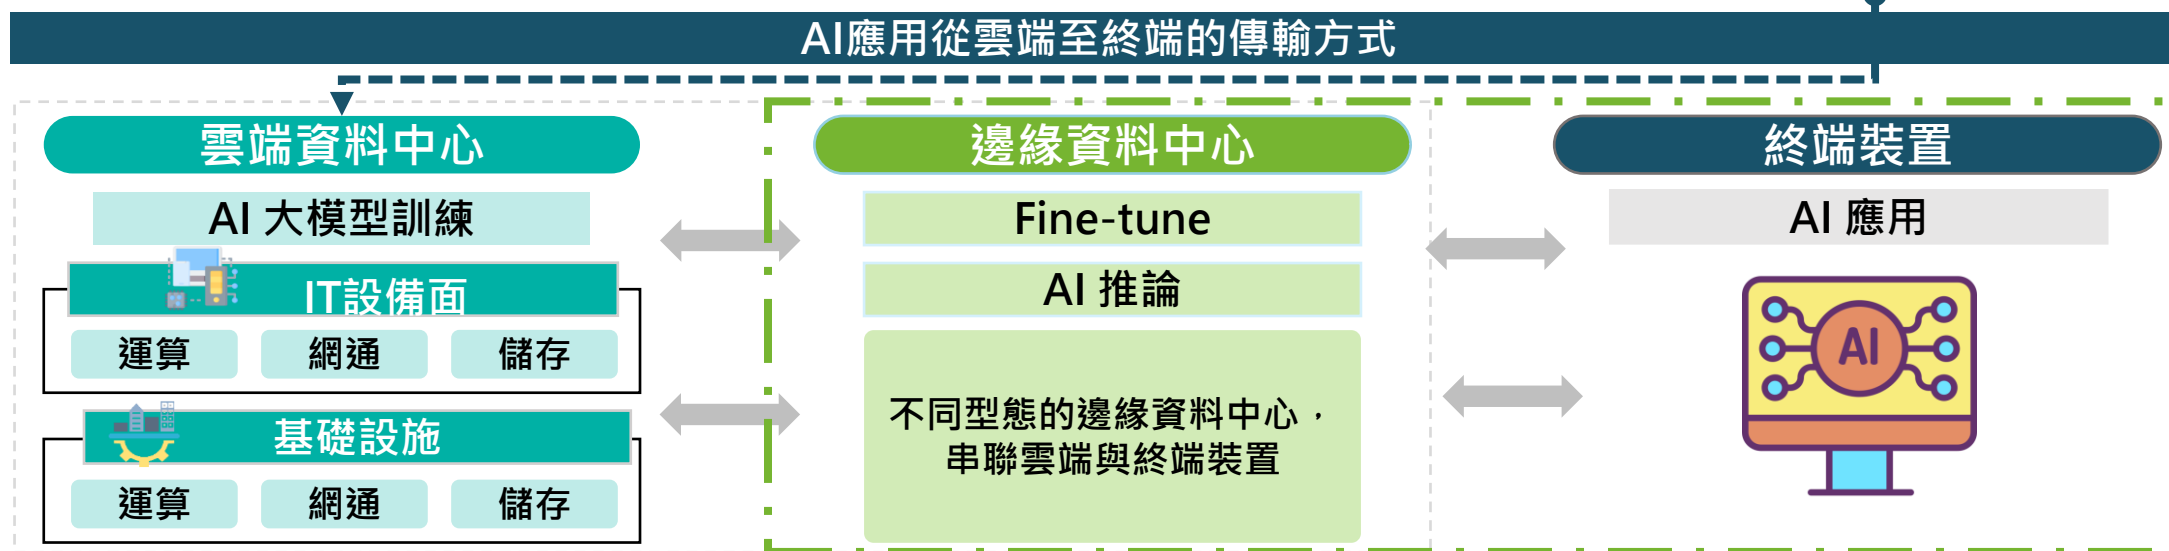 AI應用從雲端至終端的傳輸方式
雲端資料中心
AI 大模型訓練
IT設備面
運算
網通
儲存
基礎設施
運算
網通
儲存
邊緣資料中心
Fine-tune
AI 推論
不同型態的邊緣資料中心，
串聯雲端與終端裝置
終端裝置
AI 應用
AI